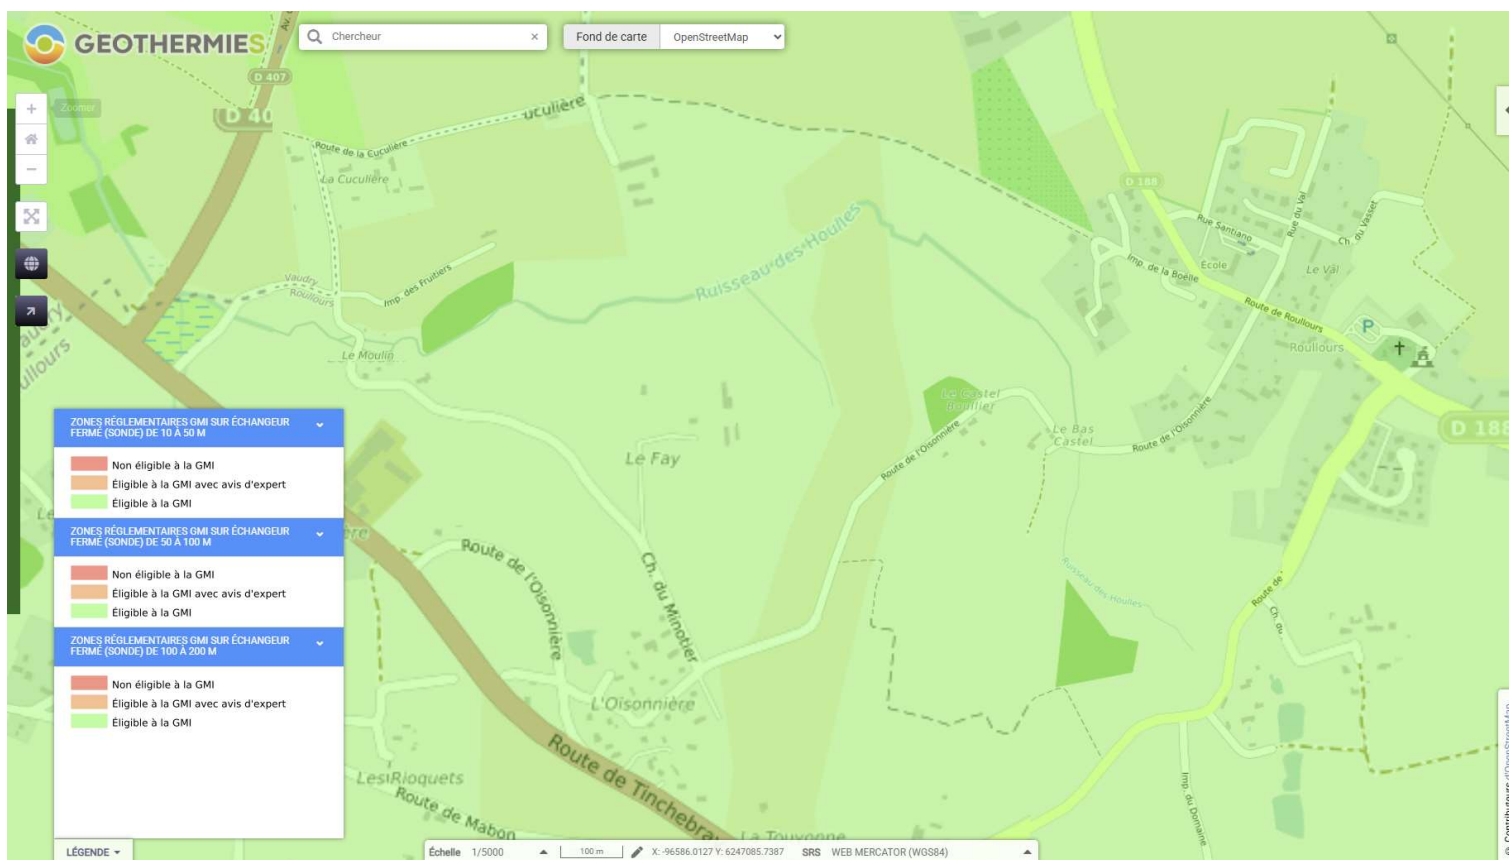 GEOTHERMIES
Chercheur
×
Fond de carte
OpenStreetMap
D 407
D 40
+
Zoomer
−
uculière
Route de la Cuculière
La Cuculière
D 188
Rue Santiano
Rue du Val
Ch. du Vasset
École
Le Val
Imp. de la Boëlle
Ruisseau des Houlles
Vaudry
Roullours
Imp. des Fruitiers
Route de Roullours
P
Roullours
Le Moulin
Le Castel
Houllier
Le Bas
Castel
Route de l'Oisonnière
Route de l'Oisonnière
D 188
Le Fay
ZONES RÉGLEMENTAIRES GMI SUR ÉCHANGEUR
FERMÉ (SONDE) DE 10 À 50 M
Non éligible à la GMI
Éligible à la GMI avec avis d'expert
Éligible à la GMI
ZONES RÉGLEMENTAIRES GMI SUR ÉCHANGEUR
FERMÉ (SONDE) DE 50 À 100 M
Non éligible à la GMI
Éligible à la GMI avec avis d'expert
Éligible à la GMI
ZONES RÉGLEMENTAIRES GMI SUR ÉCHANGEUR
FERMÉ (SONDE) DE 100 À 200 M
Non éligible à la GMI
Éligible à la GMI avec avis d'expert
Éligible à la GMI
Route de l'Oisonnière
Ch. du Minotier
Ruisseau des Houlles
Route de
Ch. du
L'Oisonnière
Les Rioquets
Route de Mabon
Route de Tinchebra
La Touyonne
Imp. du Domaine
© Contributeurs d'OpenStreetMap
LÉGENDE
Échelle 1/5000
100 m
X: -96586.0127 Y: 6247085.7387
SRS WEB MERCATOR (WGS84)